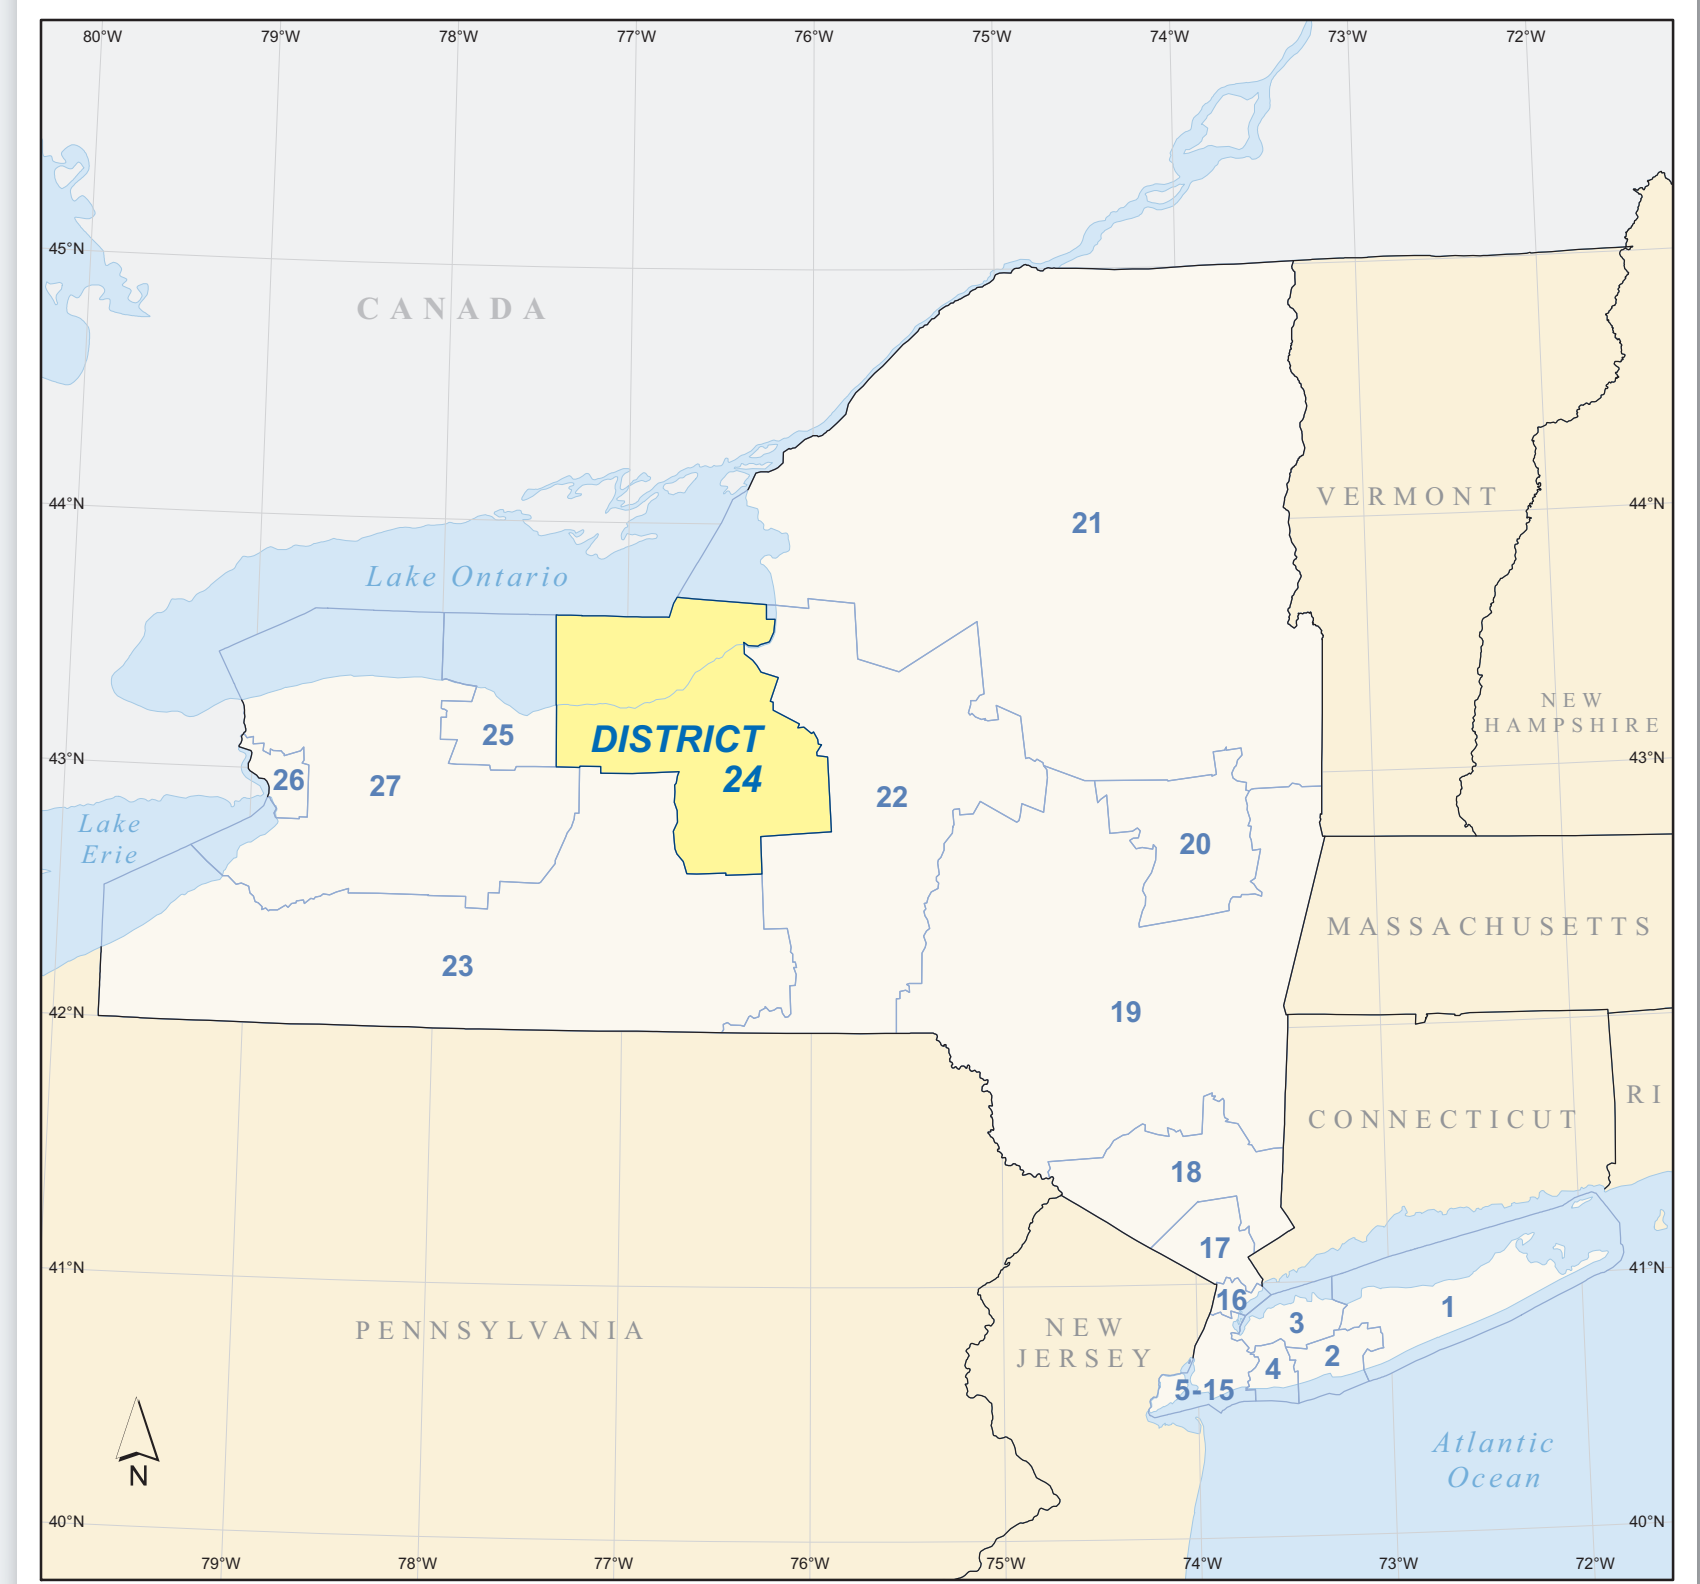 80°W 79°W 78°W 77°W 76°W 75°W 74°W 73°W 72°W
45°N
CANADA
44°N
VERMONT
44°N
21
Lake Ontario
NEW
HAMPSHIRE
25
DISTRICT
24
43°N
43°N
26
27
22
Lake
Erie
20
MASSACHUSETTS
23
42°N
19
RI
CONNECTICUT
18
17
41°N
41°N
16
1
3
PENNSYLVANIA
NEW
JERSEY
2
4
5-15
Atlantic
Ocean
N
40°N
40°N
79°W 78°W 77°W 76°W 75°W 74°W 73°W 72°W